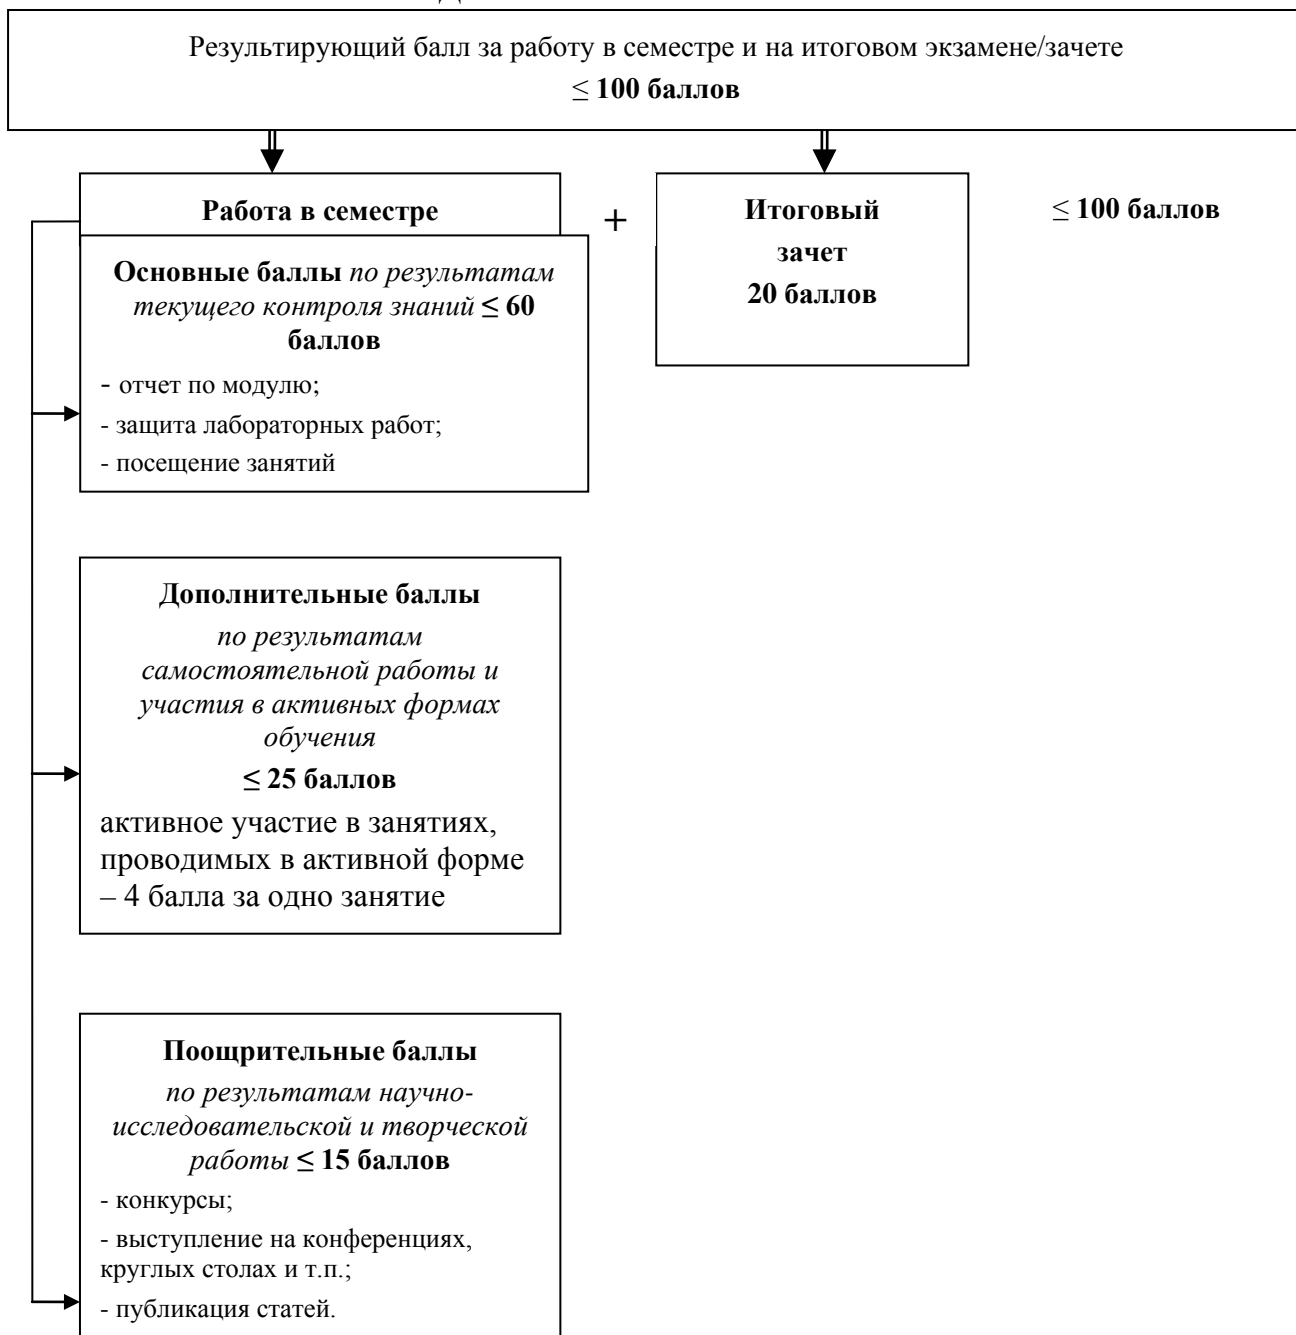 Результирующий балл за работу в семестре и на итоговом экзамене/зачете
≤ 100 баллов
Работа в семестре
+
Итоговый
зачет
20 баллов
≤ 100 баллов
Основные баллы по результатам
текущего контроля знаний ≤ 60
баллов
- отчет по модулю;
- защита лабораторных работ;
- посещение занятий
Дополнительные баллы
по результатам
самостоятельной работы и
участия в активных формах
обучения
≤ 25 баллов
активное участие в занятиях,
проводимых в активной форме
– 4 балла за одно занятие
Поощрительные баллы
по результатам научно-
исследовательской и творческой
работы ≤ 15 баллов
- конкурсы;
- выступление на конференциях,
круглых столах и т.п.;
- публикация статей.